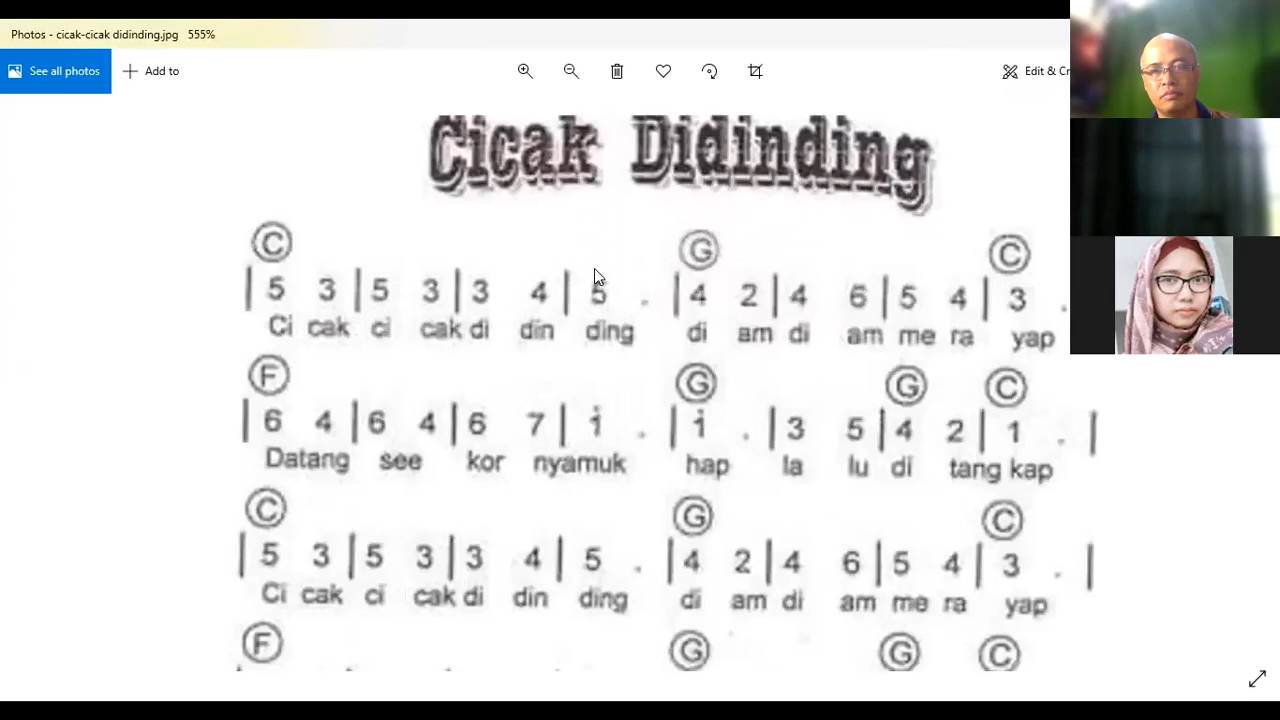 Photos - cicak-cicak didinding.jpg 555%
See all photos
Add to
Edit & Cr
Cicak Didinding
C G C
| 5 3 | 5 3 | 3 4 | 5 . | 4 2 | 4 6 | 5 4 | 3 .
Ci cak ci cak di din ding di am di am me ra yap
F G G C
| 6 4 | 6 4 | 6 7 | i . | i . | 3 5 | 4 2 | 1 . |
Datang see kor nyamuk hap la lu di tang kap
C G C
| 5 3 | 5 3 | 3 4 | 5 . | 4 2 | 4 6 | 5 4 | 3 . |
Ci cak ci cak di din ding di am di am me ra yap
F G G C